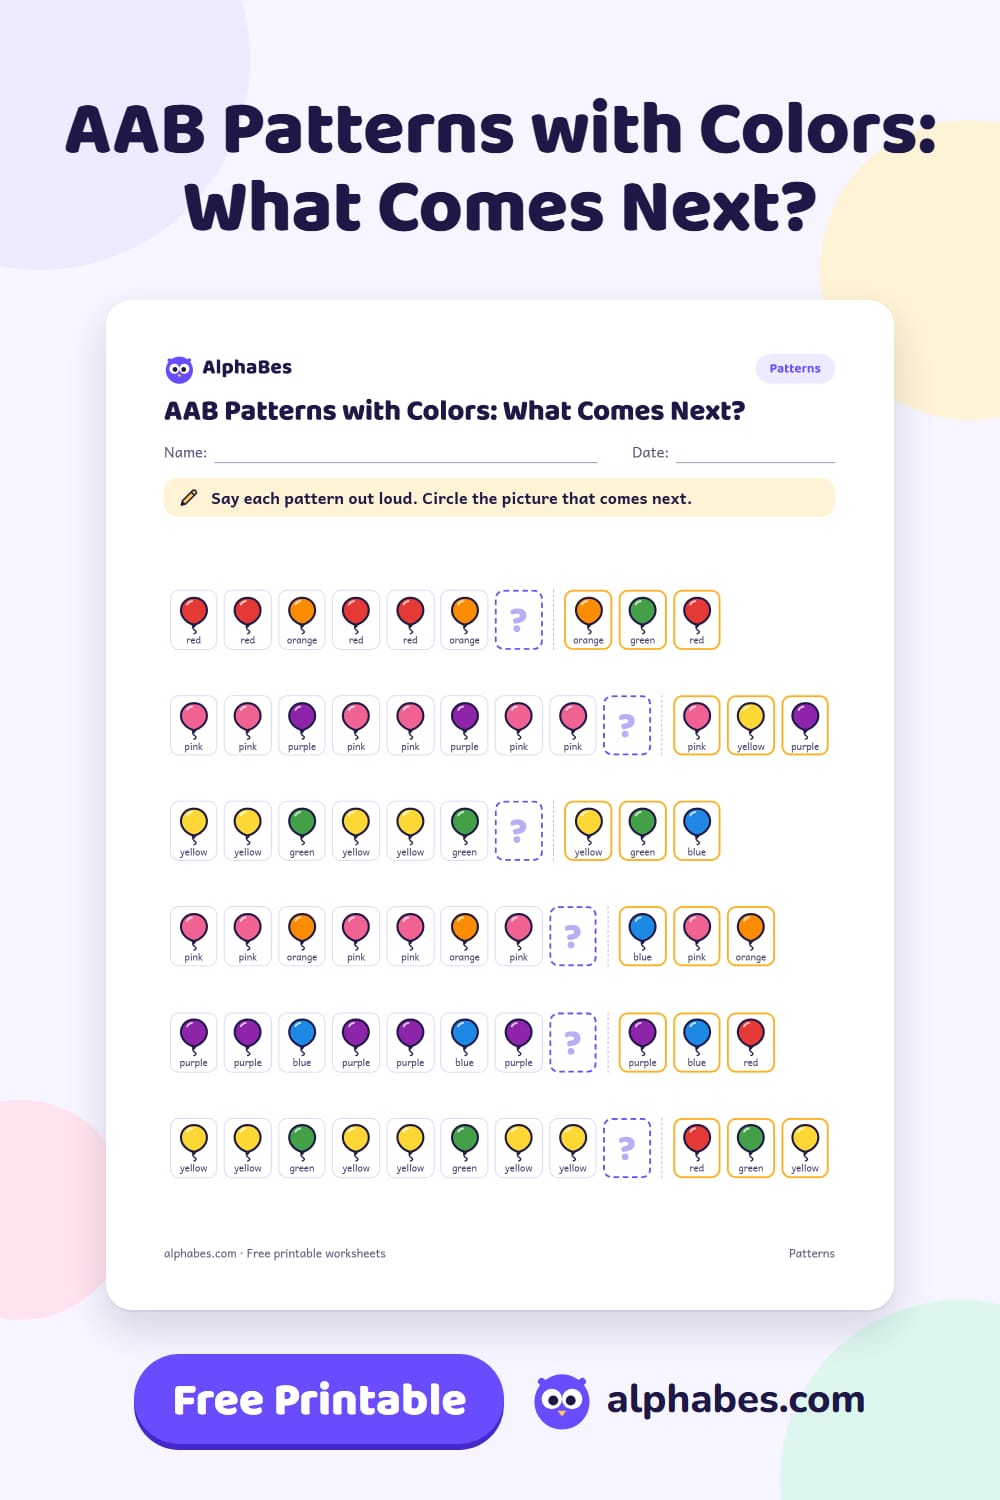 AAB Patterns with Colors:
What Comes Next?
AlphaBes
Patterns
AAB Patterns with Colors: What Comes Next?
Name: Date:
Say each pattern out loud. Circle the picture that comes next.
red red orange red red orange ? orange green red
pink pink purple pink pink purple pink pink ? pink yellow purple
yellow yellow green yellow yellow green ? yellow green blue
pink pink orange pink pink orange pink ? blue pink orange
purple purple blue purple purple blue purple ? purple blue red
yellow yellow green yellow yellow green yellow yellow ? red green yellow
alphabes.com · Free printable worksheets Patterns
Free Printable alphabes.com